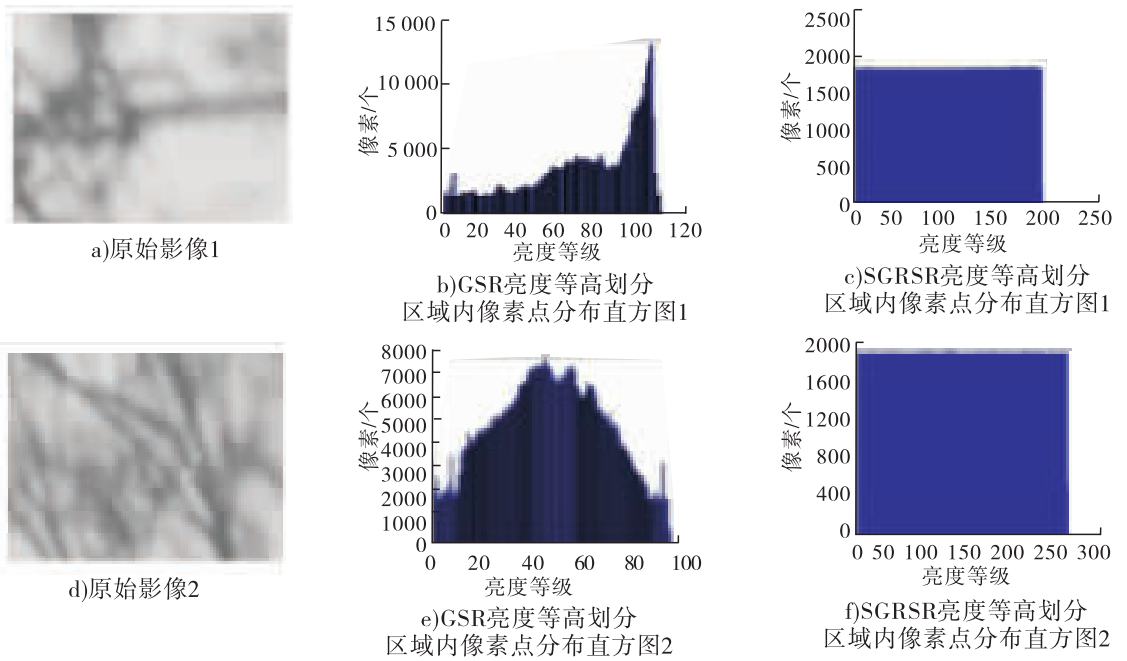 15 000
10 000
5 000
0
像素/个
0 20 40 60 80 100 120
亮度等级
2500
2000
1500
1000
500
0
像素/个
0 50 100 150 200 250
亮度等级
a)原始影像1
b)GSR亮度等高划分
区域内像素点分布直方图1
c)SGRSR亮度等高划分
区域内像素点分布直方图1
8000
7000
6000
5000
4000
3000
2000
1000
0
像素/个
0 20 40 60 80 100
亮度等级
2000
1600
1200
800
400
0
像素/个
0 50 100 150 200 250 300
亮度等级
d)原始影像2
e)GSR亮度等高划分
区域内像素点分布直方图2
f)SGRSR亮度等高划分
区域内像素点分布直方图2